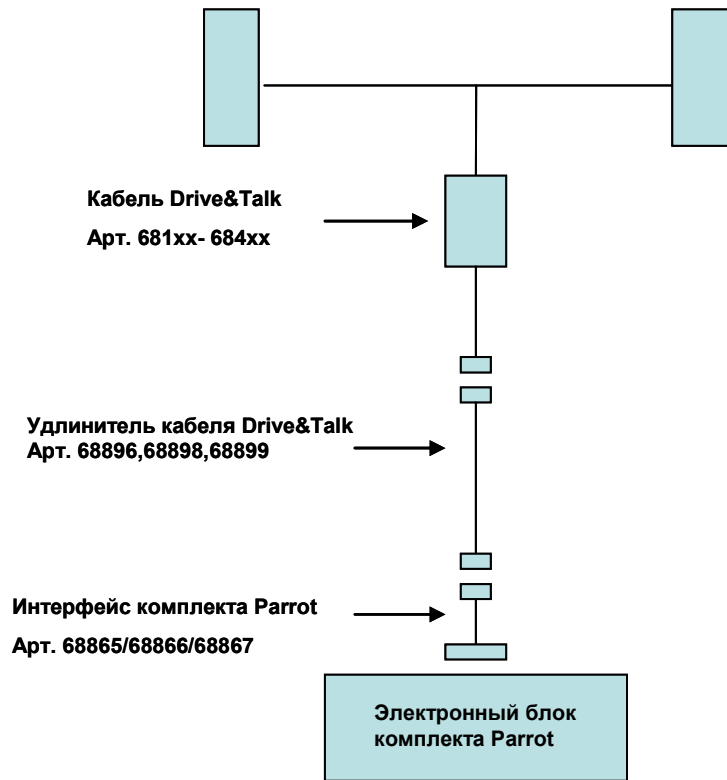 Кабель Drive&Talk
Арт. 681xx- 684xx
Удлинитель кабеля Drive&Talk
Арт. 68896,68898,68899
Интерфейс комплекта Parrot
Арт. 68865/68866/68867
Электронный блок
комплекта Parrot